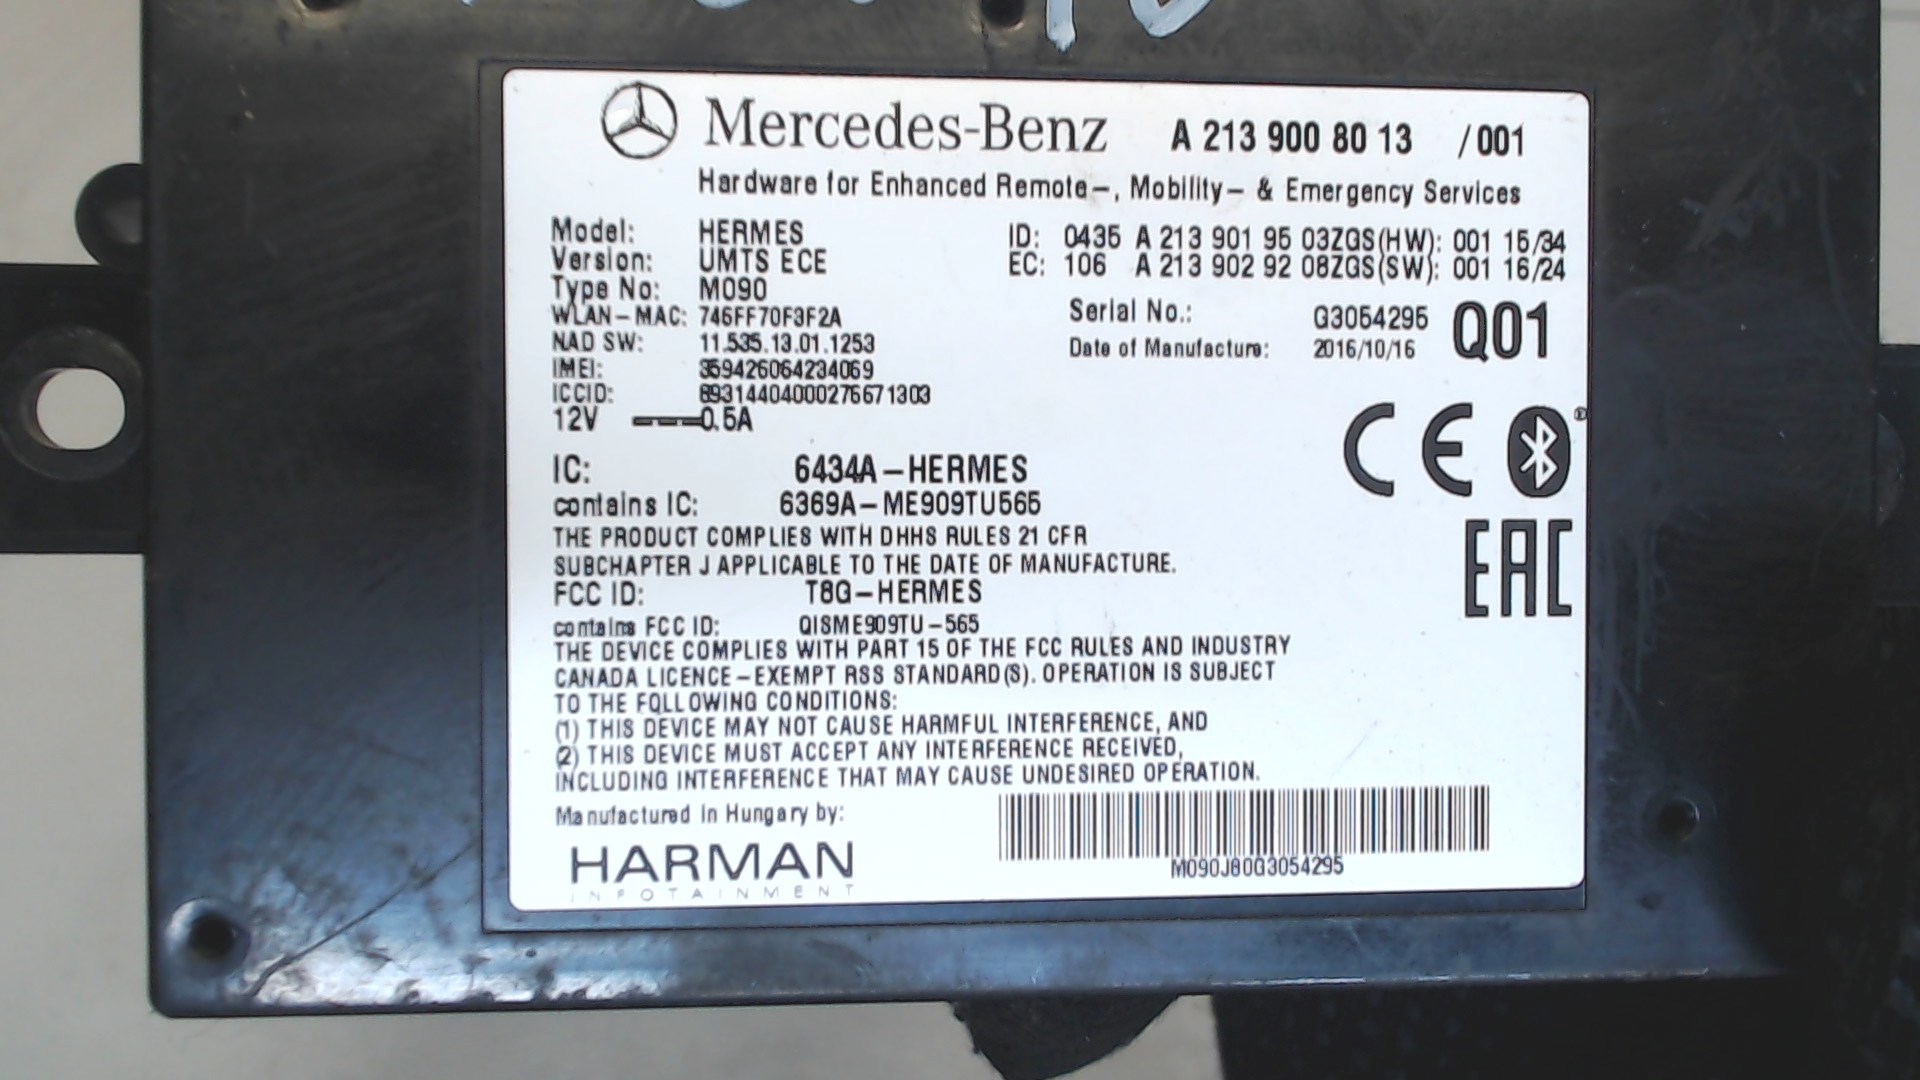 Mercedes-Benz A 213 900 80 13 /001
Hardware for Enhanced Remote-, Mobility- & Emergency Services
Model: HERMES ID: 0435 A 213 901 95 03ZGS(HW): 001 15/34
Version: UMTS ECE EC: 106 A 213 902 92 08ZGS(SW): 001 16/24
Type No: M090
WLAN-MAC: 746FF70F3F2A Serial No.: G3054295 Q01
NAD SW: 11.535.13.01.1253 Date of Manufacture: 2016/10/16
IMEI: 359426064234069
ICCID: 89314404000276671303
12V 0.5A
CE
IC: 6434A-HERMES
contains IC: 6369A-ME909TU565
THE PRODUCT COMPLIES WITH DHHS RULES 21 CFR
SUBCHAPTER J APPLICABLE TO THE DATE OF MANUFACTURE.
EAC
FCC ID: T8G-HERMES
contains FCC ID: QISME909TU-565
THE DEVICE COMPLIES WITH PART 15 OF THE FCC RULES AND INDUSTRY
CANADA LICENCE-EXEMPT RSS STANDARD(S). OPERATION IS SUBJECT
TO THE FOLLOWING CONDITIONS:
(1) THIS DEVICE MAY NOT CAUSE HARMFUL INTERFERENCE, AND
(2) THIS DEVICE MUST ACCEPT ANY INTERFERENCE RECEIVED,
INCLUDING INTERFERENCE THAT MAY CAUSE UNDESIRED OPERATION.
Manufactured in Hungary by:
HARMAN
INFOTAINMENT
M090J80G3054295